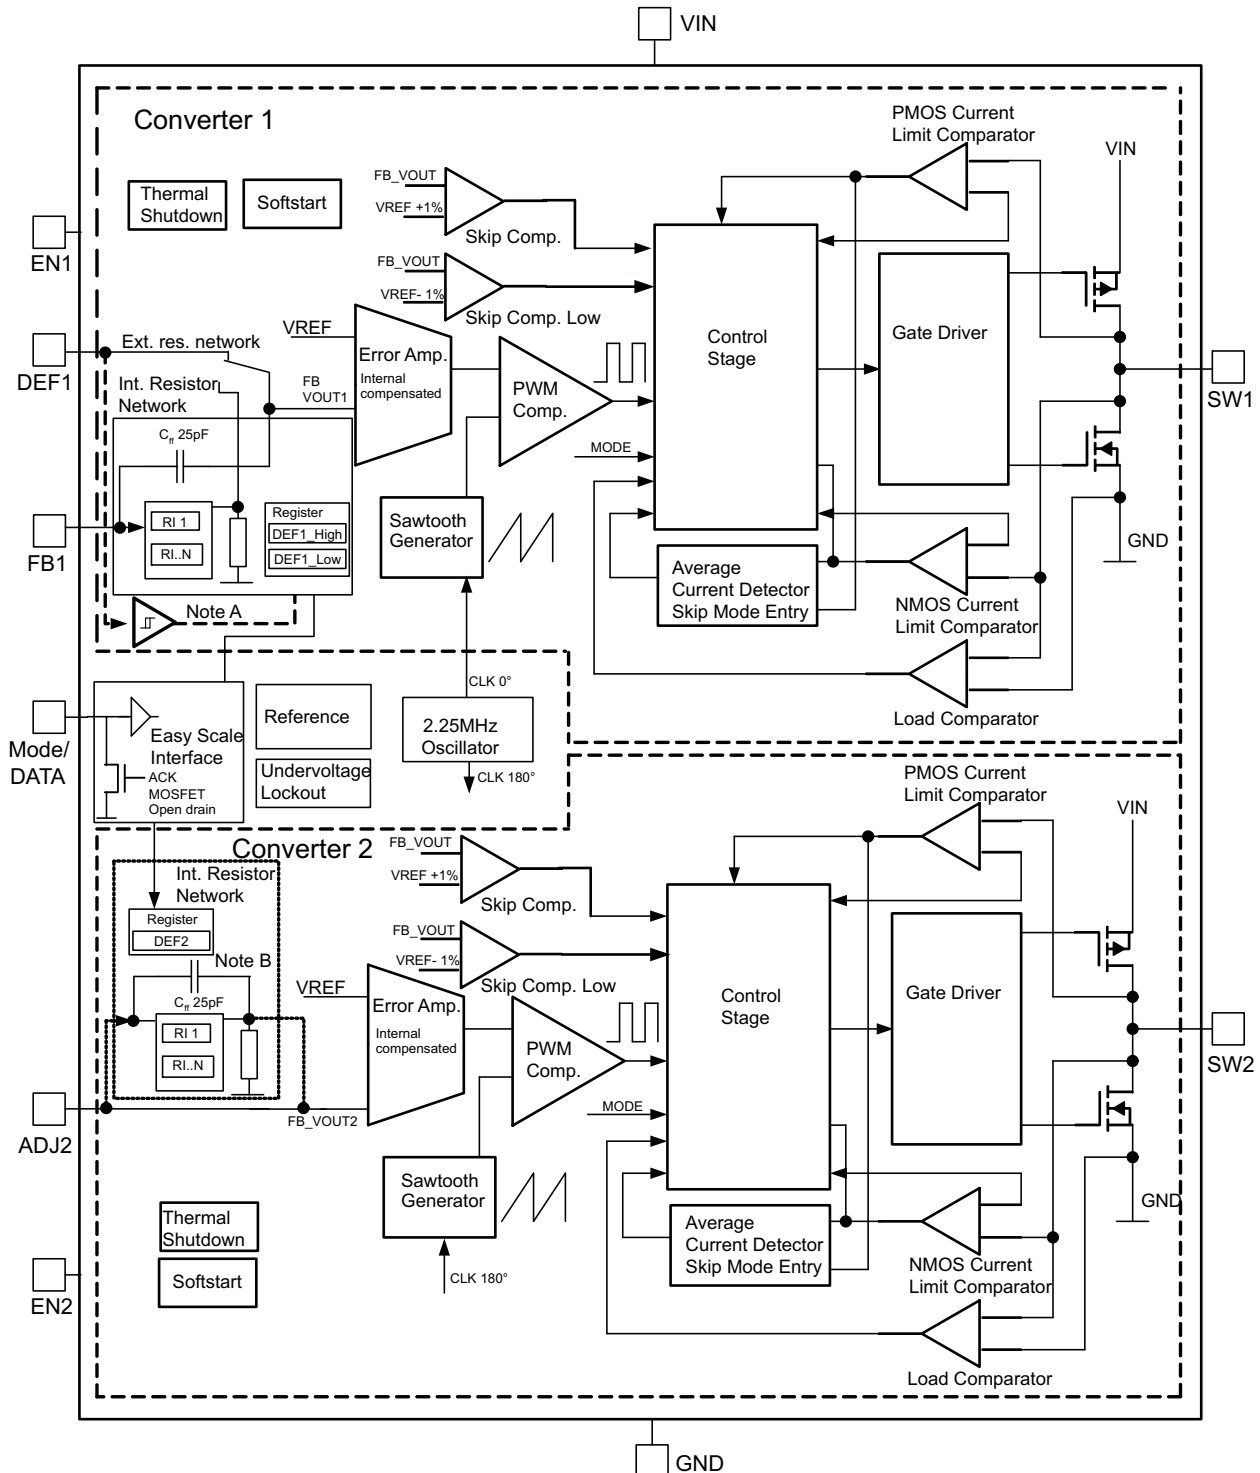 VIN
Converter 1
PMOS Current
Limit Comparator
VIN
Thermal
Shutdown
Softstart
FB_VOUT
VREF +1%
Skip Comp.
EN1
FB_VOUT
VREF- 1%
Skip Comp. Low
Control
Stage
Gate Driver
VREF
Ext. res. network
DEF1
Error Amp.
Internal
compensated
Int. Resistor
Network
FB
VOUT1
PWM
Comp.
SW1
Cff 25pF
MODE
RI 1
RI..N
Register
DEF1_High
DEF1_Low
FB1
Sawtooth
Generator
GND
Average
Current Detector
Skip Mode Entry
NMOS Current
Limit Comparator
Note A
CLK 0°
Load Comparator
Mode/
DATA
Easy Scale
Interface
ACK
MOSFET
Open drain
Reference
2.25MHz
Oscillator
Undervoltage
Lockout
CLK 180°
PMOS Current
Limit Comparator
VIN
Converter 2
FB_VOUT
VREF +1%
Skip Comp.
Int. Resistor
Network
Register
DEF2
Note B
FB_VOUT
VREF- 1%
Skip Comp. Low
Control
Stage
Gate Driver
VREF
Cff 25pF
Error Amp.
Internal
compensated
RI 1
RI..N
PWM
Comp.
SW2
MODE
ADJ2
FB_VOUT2
Sawtooth
Generator
GND
Thermal
Shutdown
Average
Current Detector
Skip Mode Entry
NMOS Current
Limit Comparator
Softstart
CLK 180°
EN2
Load Comparator
GND